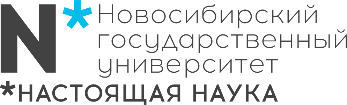 N*
Новосибирский
государственный
университет
*НАСТОЯЩАЯ НАУКА